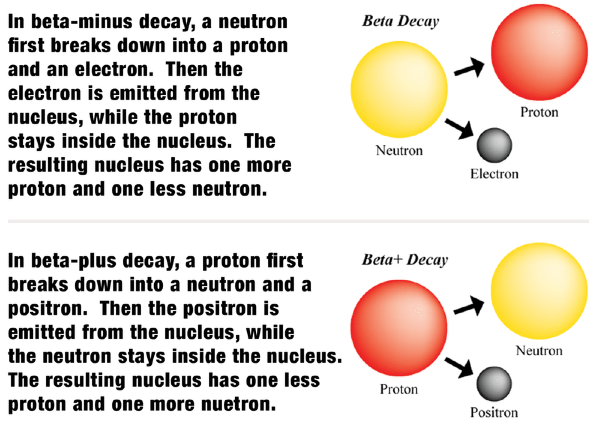 In beta-minus decay, a neutron
first breaks down into a proton
and an electron.  Then the
electron is emitted from the
nucleus, while the proton
stays inside the nucleus.  The
resulting nucleus has one more
proton and one less neutron.
Beta Decay
Neutron
Proton
Electron
In beta-plus decay, a proton first
breaks down into a neutron and a
positron.  Then the positron is
emitted from the nucleus, while
the neutron stays inside the nucleus.
The resulting nucleus has one less
proton and one more nuetron.
Beta+ Decay
Proton
Neutron
Positron